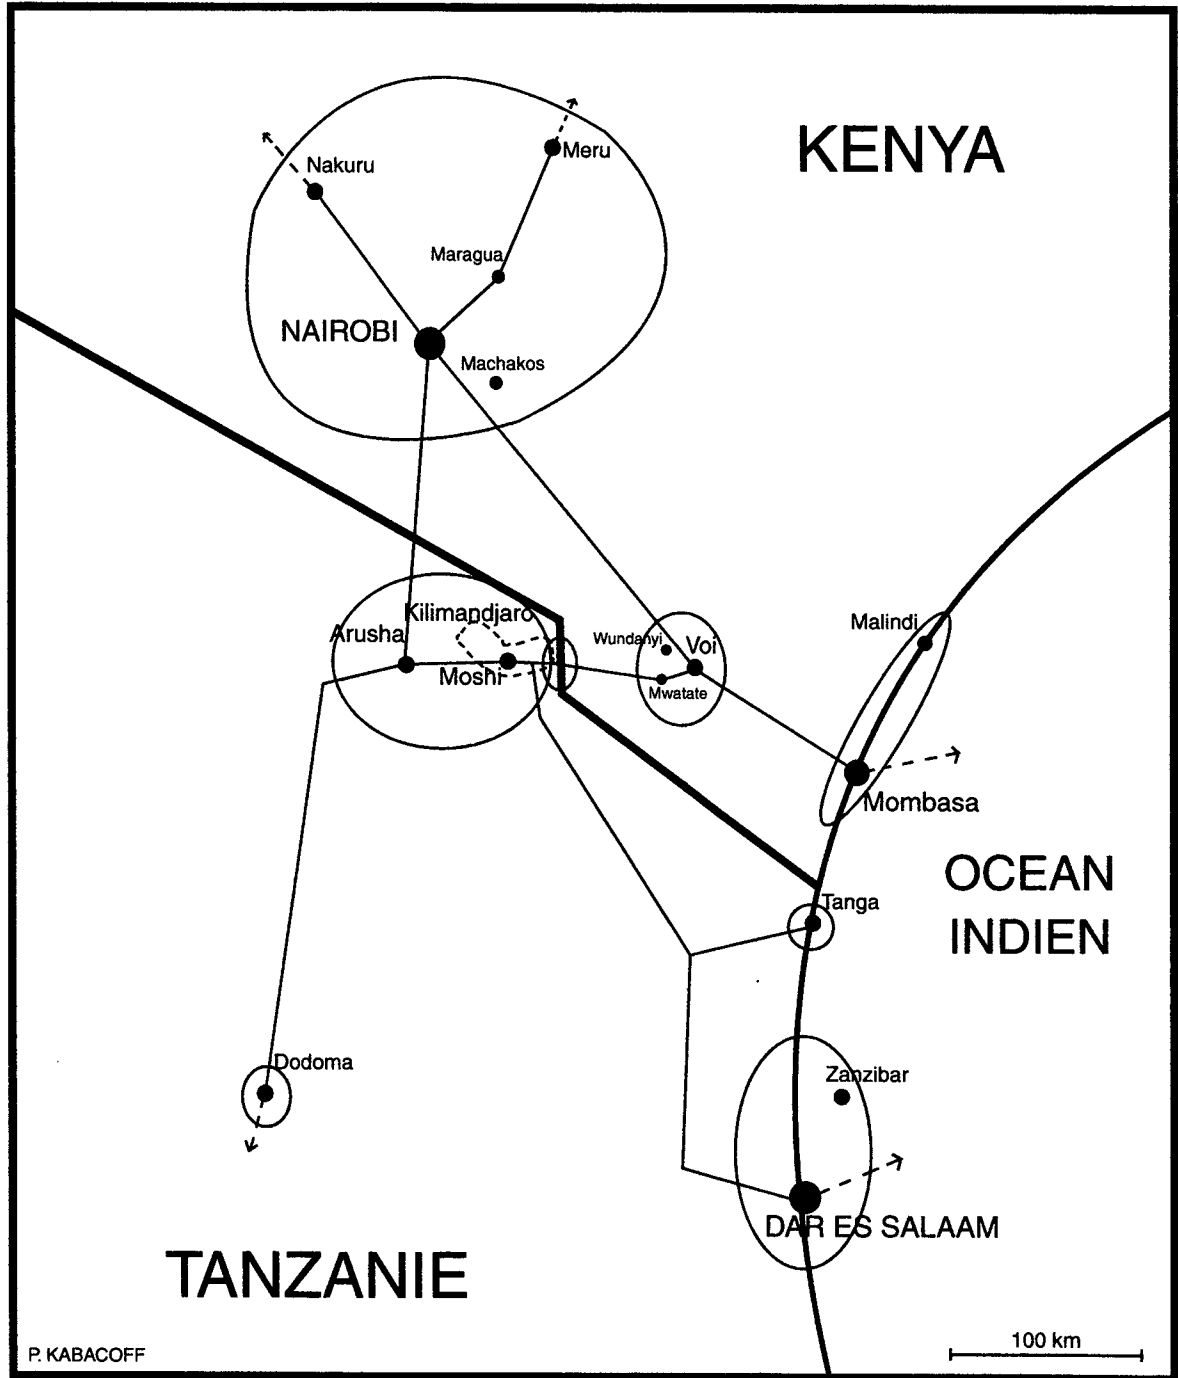 KENYA
Meru
Nakuru
Maragua
NAIROBI
Machakos
Kilimandjaro
Arusha
Moshi
Wundanyi
Voi
Mwatate
Malindi
Mombasa
OCEAN
INDIEN
Tanga
Dodoma
Zanzibar
DAR ES SALAAM
TANZANIE
P. KABACOFF
100 km